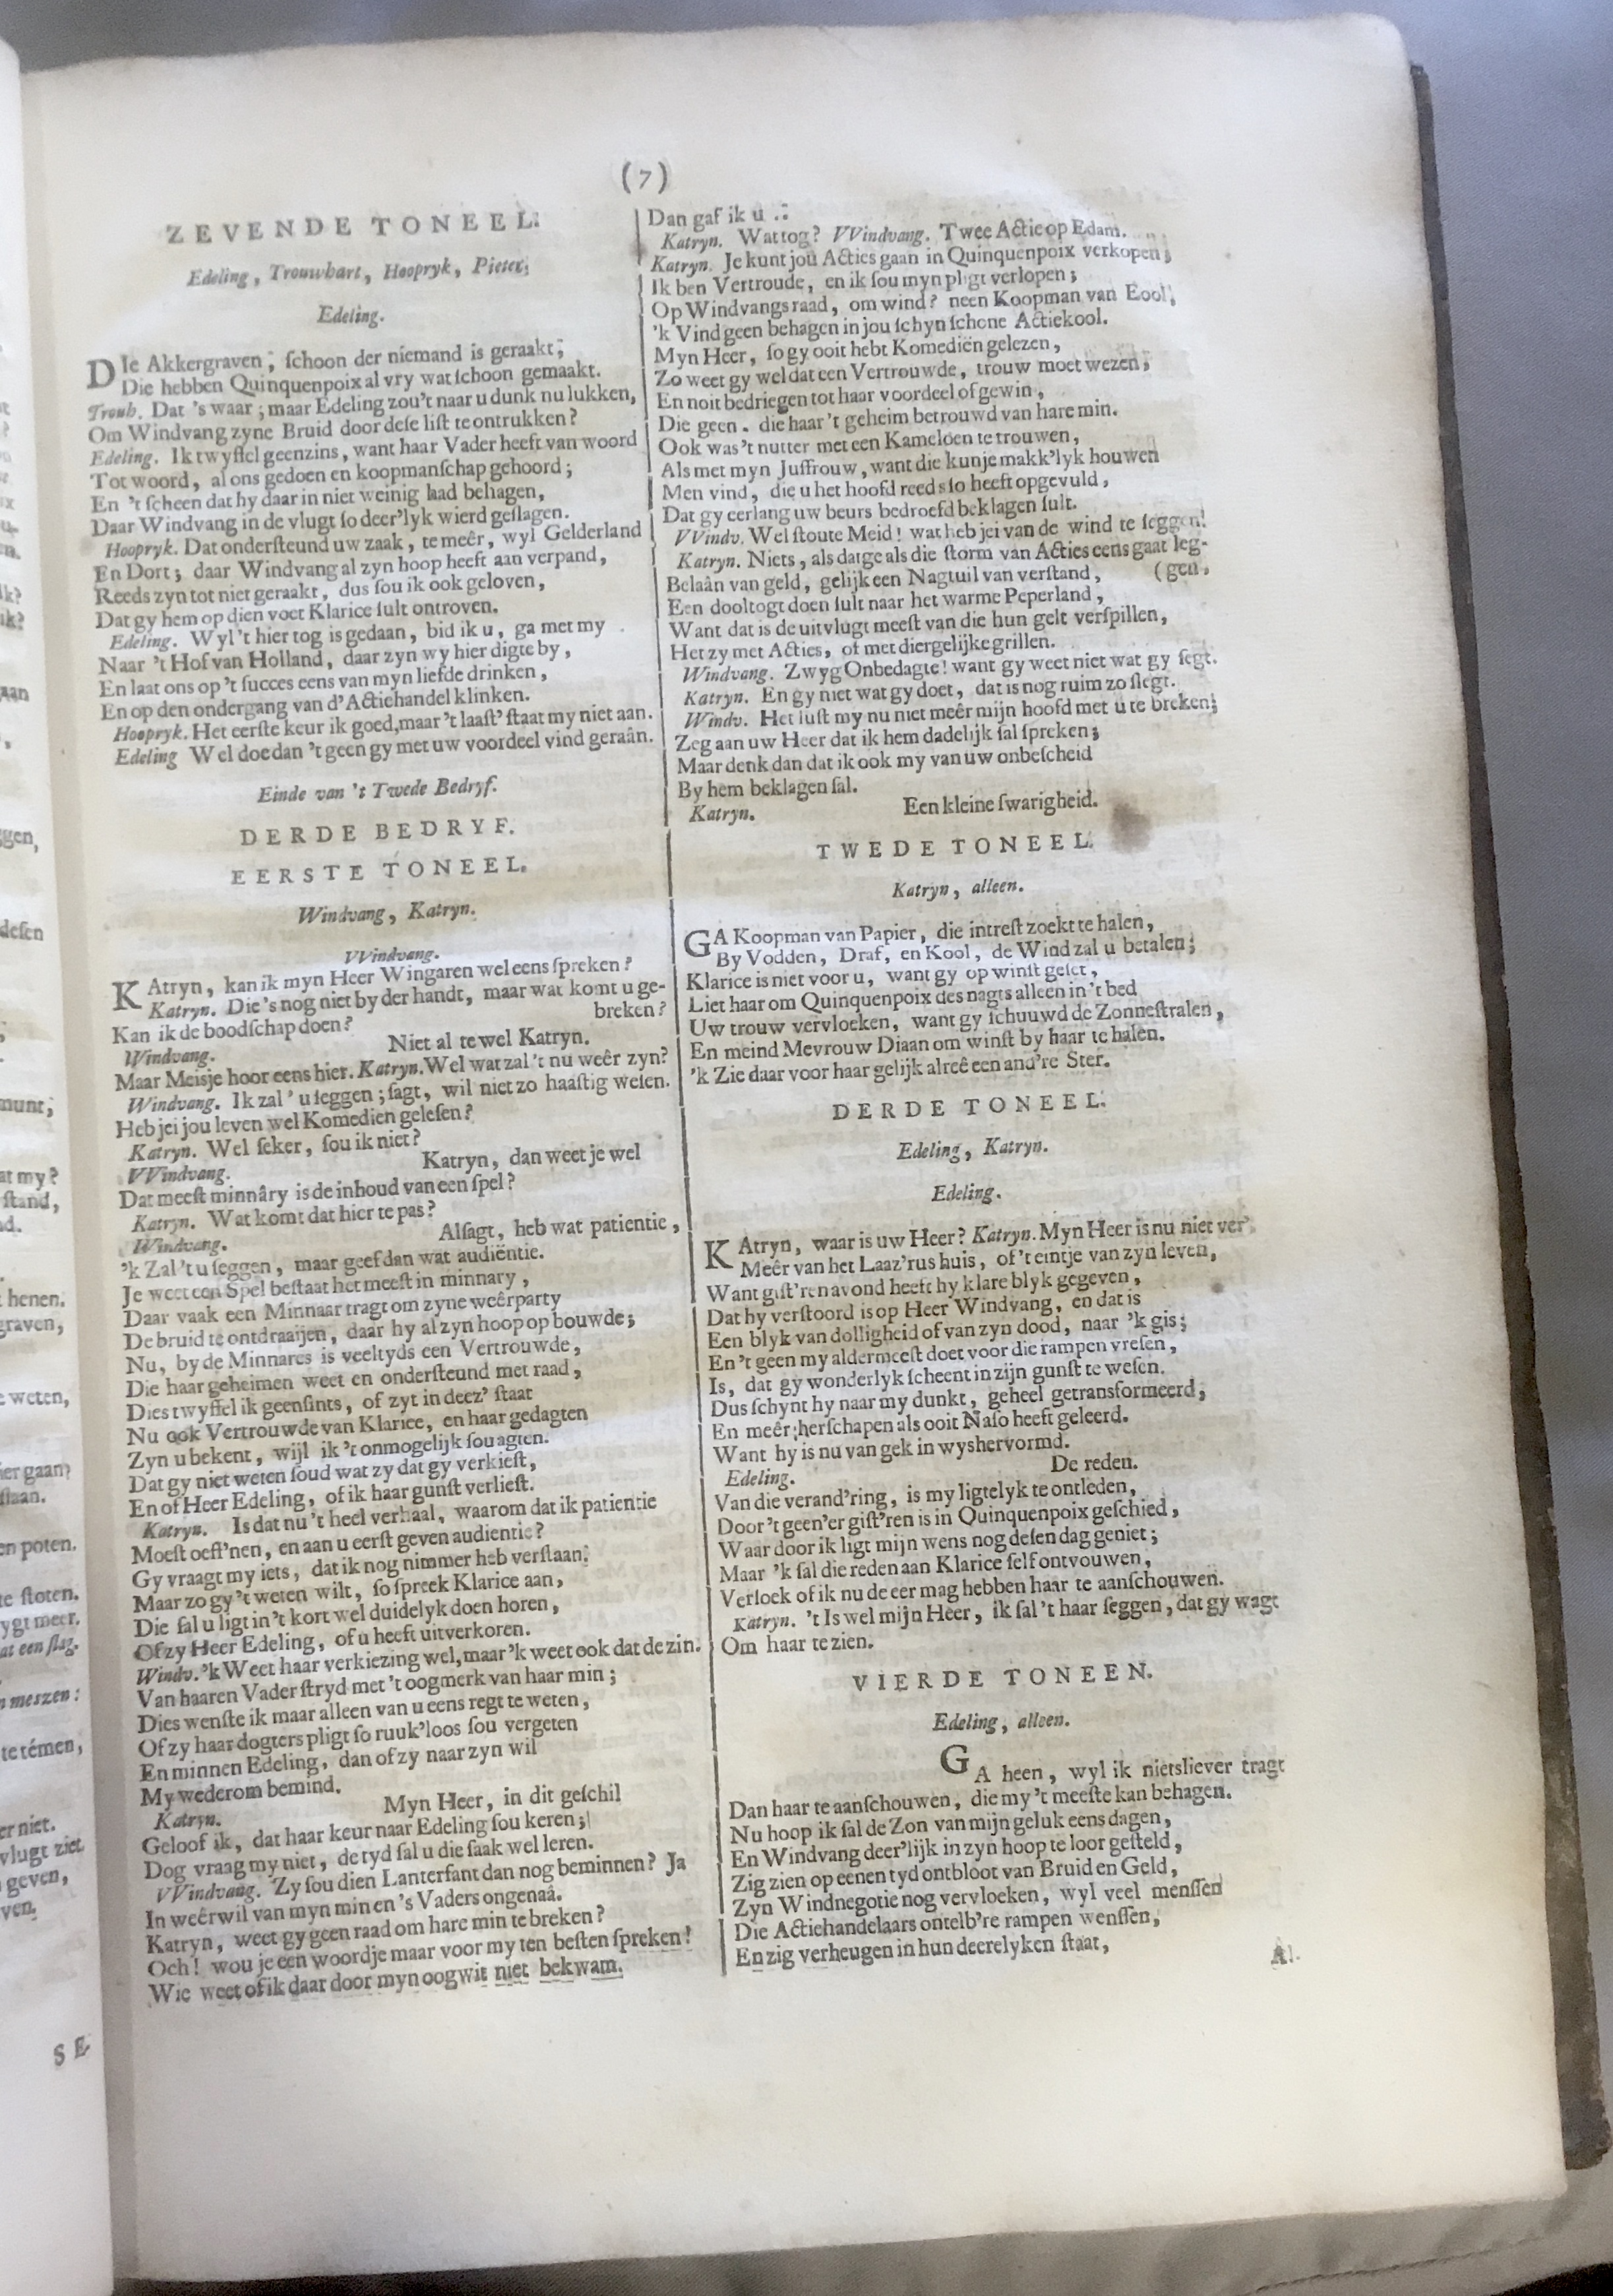 (7)
ZEVENDE TONEEL.
Edeling, Trouwhart, Hoopryk, Pieter,
Edeling.
DIe Akkergraven, ſchoon der niemand is geraakt,
Die hebben Quinquenpoix al vry wat ſchoon gemaakt.
Trouh. Dat 's waar; maar Edeling zou't naar u dunk nu lukken,
Om Windvang zyne Bruid door deſe liſt te ontrukken?
Edeling. Ik twyffel geenzins, want haar Vader heeft van woord
Tot woord, al ons gedoen en koopmanſchap gehoord;
En 't ſcheen dat hy daar in niet weinig had behagen,
Daar Windvang in de vlugt ſo deer'lyk wierd geſlagen.
Hoopryk. Dat onderſteund uw zaak, te meêr, wyl Gelderland
En Dort; daar Windvang al zyn hoop heeft aan verpand,
Reeds zyn tot niet geraakt, dus ſou ik ook geloven,
Dat gy hem op dien voet Klarice ſult ontroven.
Edeling. Wyl 't hier tog is gedaan, bid ik u, ga met my
Naar 't Hof van Holland, daar zyn wy hier digte by,
En laat ons op 't ſucces eens van myn liefde drinken,
En op den ondergang van d'Actiehandel klinken.
Hoopryk. Het eerſte keur ik goed, maar 't laaſt' ſtaat my niet aan.
Edeling Wel doe dan 't geen gy met uw voordeel vind geraân.
Einde van 't Twede Bedryf.
DERDE BEDRYF.
EERSTE TONEEL.
Windvang, Katryn.
VVindvang.
KAtryn, kan ik myn Heer Wingaren wel eens ſpreken?
Katryn. Die's nog niet by der handt, maar wat komt u ge-
breken?
Kan ik de boodſchap doen?
Windvang. Niet al te wel Katryn.
Maar Meisje hoor eens hier. Katryn. Wel wat zal 't nu weêr zyn?
Windvang. Ik zal 'u ſeggen; ſagt, wil niet zo haaſtig weſen.
Heb jei jou leven wel Komedien geleſen?
Katryn. Wel ſeker, ſou ik niet?
VVindvang. Katryn, dan weet je wel
Dat meeſt minnâry is de inhoud van een ſpel?
Katryn. Wat komt dat hier te pas?
Windvang. Alſagt, heb wat patientie,
'k Zal 't u ſeggen, maar geef dan wat audiëntie.
Je weet een Spel beſtaat het meeſt in minnary,
Daar vaak een Minnaar tragt om zyne weêrparty
De bruid te ontdraaijen, daar hy al zyn hoop op bouwde;
Nu, by de Minnares is veeltyds een Vertrouwde,
Die haar geheimen weet en onderſteund met raad,
Dies twyffel ik geenſints, of zyt in deez' ſtaat
Nu ook Vertrouwde van Klarice, en haar gedagten
Zyn u bekent, wijl ik 't onmogelijk ſou agten.
Dat gy niet weten ſoud wat zy dat gy verkieſt,
En of Heer Edeling, of ik haar gunſt verlieſt.
Katryn. Is dat nu 't heel verhaal, waarom dat ik patientie
Moeſt oeff'nen, en aan u eerſt geven audientie?
Gy vraagt my iets, dat ik nog nimmer heb verſtaan.
Maar zo gy 't weten wilt, ſo ſpreek Klarice aan,
Die ſal u ligt in 't kort wel duidelyk doen horen,
Of zy Heer Edeling, of u heeft uitverkoren.
Windv. 'k Weet haar verkiezing wel, maar 'k weet ook dat de zin.
Van haaren Vader ſtryd met 't oogmerk van haar min;
Dies wenſte ik maar alleen van u eens regt te weten,
Of zy haar dogters pligt ſo ruuk'loos ſou vergeten
En minnen Edeling, dan of zy naar zyn wil
My wederom bemind.
Katryn. Myn Heer, in dit geſchil
Geloof ik, dat haar keur naar Edeling ſou keren;
Dog vraag my niet, de tyd ſal u die ſaak wel leren.
VVindvang. Zy ſou dien Lanterfant dan nog beminnen? Ja
In weêrwil van myn min en 's Vaders ongenaâ.
Katryn, weet gy geen raad om hare min te breken?
Och! wou je een woordje maar voor my ten beſten ſpreken!
Wie weet of ik daar door myn oogwit niet bekwam.
Dan gaf ik u ..
Katryn. Wat tog? VVindvang. Twee Actie op Edam.
Katryn. Je kunt jou Acties gaan in Quinquenpoix verkopen;
Ik ben Vertroude, en ik ſou myn pligt verlopen;
Op Windvangs raad, om wind? neen Koopman van Eool,
'k Vind geen behagen in jou ſchyn ſchone Actiekool.
Myn Heer, ſo gy ooit hebt Komediën gelezen,
Zo weet gy wel dat een Vertrouwde, trouw moet wezen,
En noit bedriegen tot haar voordeel of gewin,
Die geen. die haar 't geheim betrouwd van hare min.
Ook was 't nutter met een Kameloen te trouwen,
Als met myn Juffrouw, want die kunje makk'lyk houwen
Men vind, die u het hoofd reeds ſo heeft opgevuld,
Dat gy eerlang uw beurs bedroefd beklagen ſult.
VVindv. Wel ſtoute Meid! wat heb jei van de wind te ſeggen!
Katryn. Niets, als datge als die ſtorm van Acties eens gaat leg-
(gen,
Belaân van geld, gelijk een Nagtuil van verſtand,
Een dooltogt doen ſult naar het warme Peperland,
Want dat is de uitvlugt meeſt van die hun gelt verſpillen,
Het zy met Acties, of met diergelijke grillen.
Windvang. Zwyg Onbedagte! want gy weet niet wat gy ſegt.
Katryn. En gy niet wat gy doet, dat is nog ruim zo ſlegt.
Windv. Het luſt my nu niet meêr mijn hoofd met u te breken;
Zeg aan uw Heer dat ik hem dadelijk ſal ſpreken;
Maar denk dan dat ik ook my van uw onbeſcheid
By hem beklagen ſal.
Katryn. Een kleine ſwarigheid.
TWEDE TONEEL.
Katryn, alleen.
GA Koopman van Papier, die intreſt zoekt te halen,
By Vodden, Draf, en Kool, de Wind zal u betalen;
Klarice is niet voor u, want gy op winſt geſet,
Liet haar om Quinquenpoix des nagts alleen in 't bed
Uw trouw vervloeken, want gy ſchuuwd de Zonneſtralen,
En meind Mevrouw Diaan om winſt by haar te halen.
'k Zie daar voor haar gelijk alreê een and're Ster.
DERDE TONEEL.
Edeling, Katryn.
Edeling.
KAtryn, waar is uw Heer? Katryn. Myn Heer is nu niet ver
Meêr van het Laaz'rus huis, of 't eintje van zyn leven,
Want giſt'ren avond heeft hy klare blyk gegeven,
Dat hy verſtoord is op Heer Windvang, en dat is
Een blyk van dolligheid of van zyn dood, naar 'k gis;
En 't geen my aldermeeſt doet voor die rampen vreſen,
Is, dat gy wonderlyk ſcheent in zijn gunſt te weſen.
Dus ſchynt hy naar my dunkt, geheel getransformeerd;
En meêr herſchapen als ooit Naſo heeft geleerd.
Want hy is nu van gek in wys hervormd.
Edeling. De reden.
Van die verand'ring, is my ligtelyk te ontleden,
Door 't geen'er giſt'ren is in Quinquenpoix geſchied,
Waar door ik ligt mijn wens nog deſen dag geniet;
Maar 'k ſal die reden aan Klarice ſelf ontvouwen,
Verſoek of ik nu de eer mag hebben haar te aanſchouwen.
Katryn. 't Is wel mijn Heer, ik ſal 't haar ſeggen, dat gy wagt
Om haar te zien.
VIERDE TONEEN.
Edeling, alleen.
GA heen, wyl ik niets liever tragt
Dan haar te aanſchouwen, die my 't meeſte kan behagen.
Nu hoop ik ſal de Zon van mijn geluk eens dagen,
En Windvang deer'lijk in zyn hoop te loor geſteld,
Zig zien op eenen tyd ontbloot van Bruid en Geld,
Zyn Windnegotie nog vervloeken, wyl veel menſſen
Die Actiehandelaars ontelb're rampen wenſſen,
En zig verheugen in hun deerelyken ſtaat,
Al.
SE